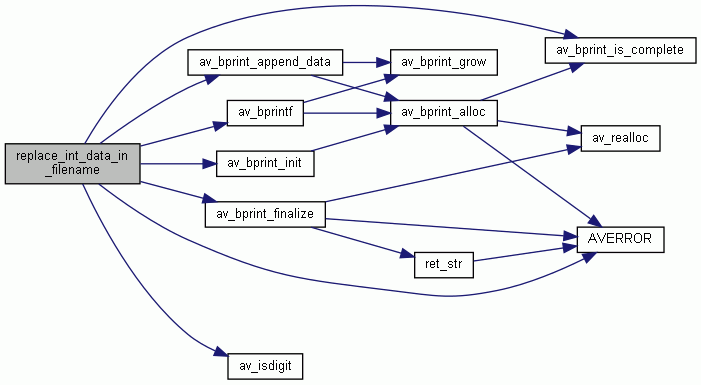 replace_int_data_in
_filename
av_bprint_append_data
av_bprintf
av_bprint_init
av_bprint_finalize
av_isdigit
av_bprint_grow
av_bprint_alloc
ret_str
av_bprint_is_complete
av_realloc
AVERROR